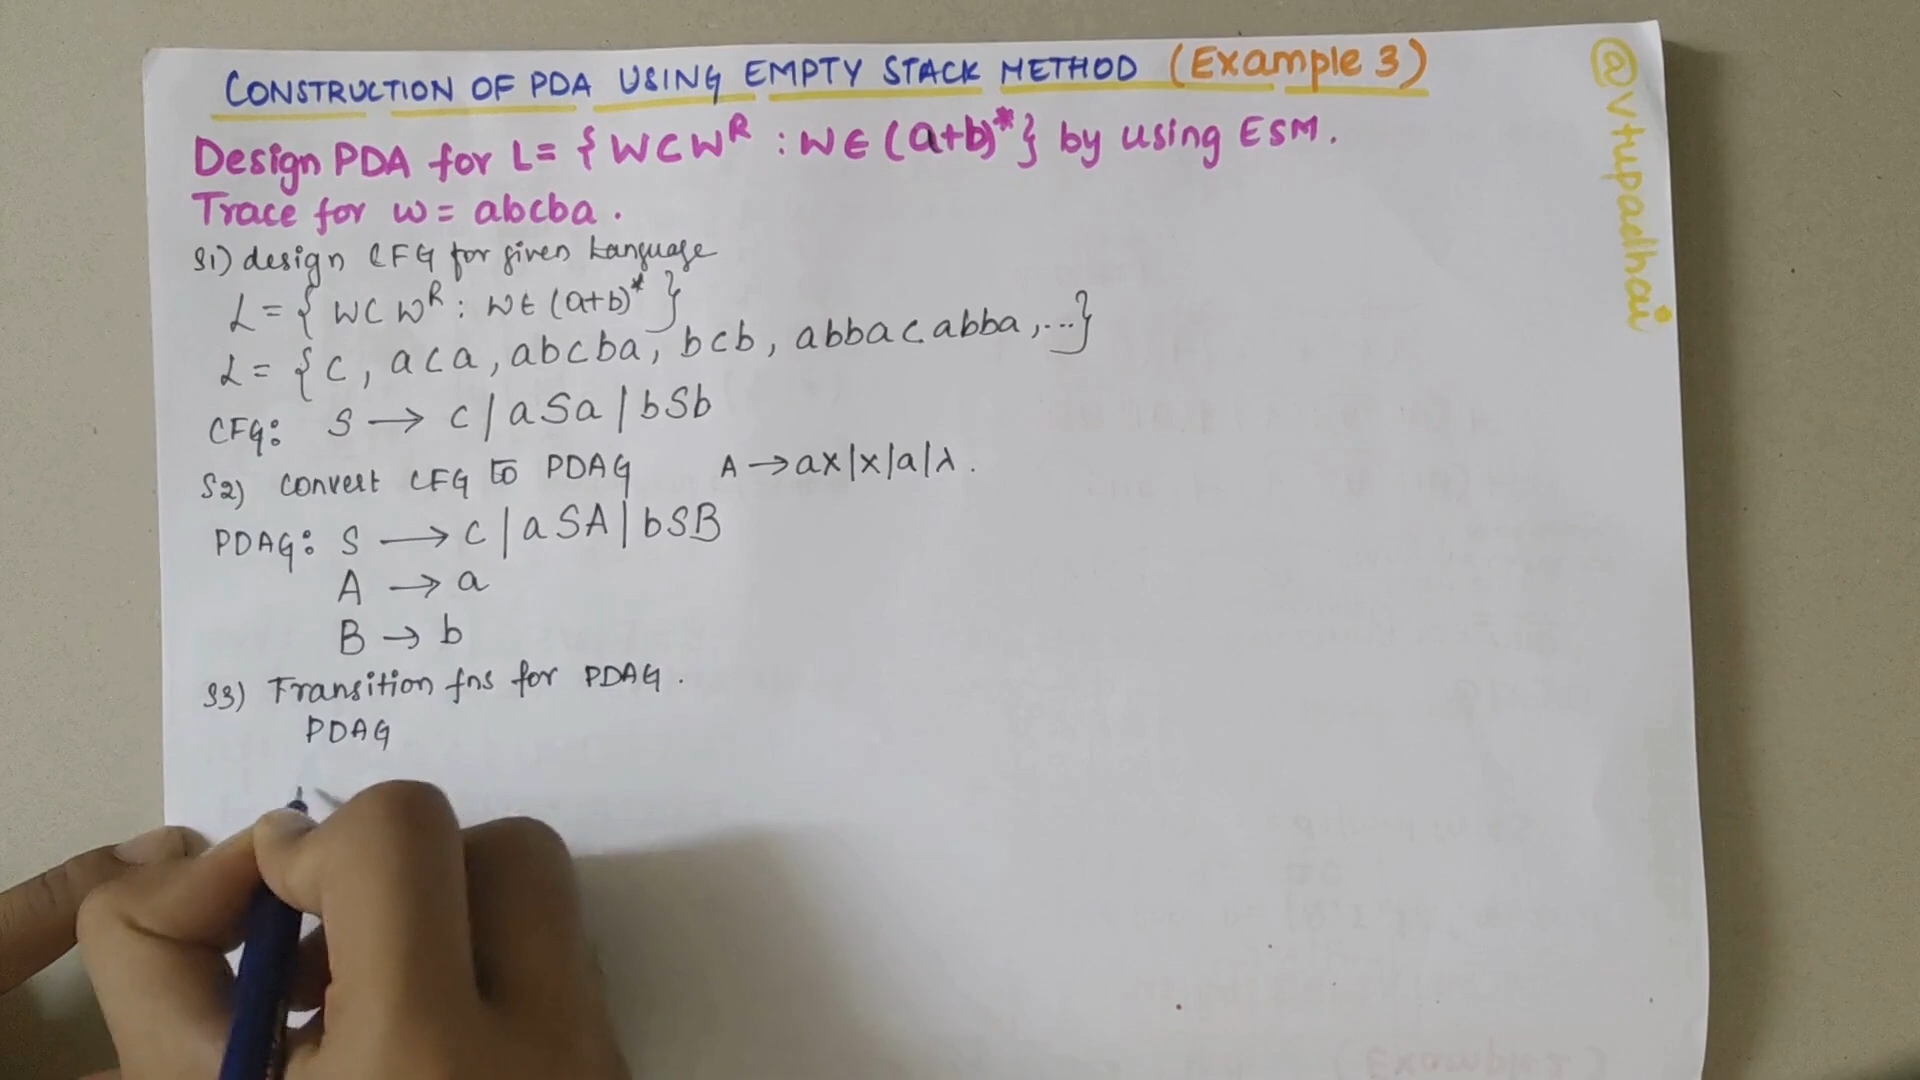 CONSTRUCTION OF PDA USING EMPTY STACK METHOD (Example 3)
Design PDA for L= { WCW^R : W∈ (a+b)^* } by using ESM.
Trace for w = abcba .
S1) design CFG for given Language
L = { WCW^R : W∈ (a+b)^* }
L = { c, aca, abcba, bcb, abbacabba, ...}
CFG: S → c | aSa | bSb
S2) Convert CFG to PDAG A → ax|x|a|λ .
PDAG: S → c | aSA | bSB
A → a
B → b
S3) Transition fns for PDAG .
PDAG
@vtupadhai